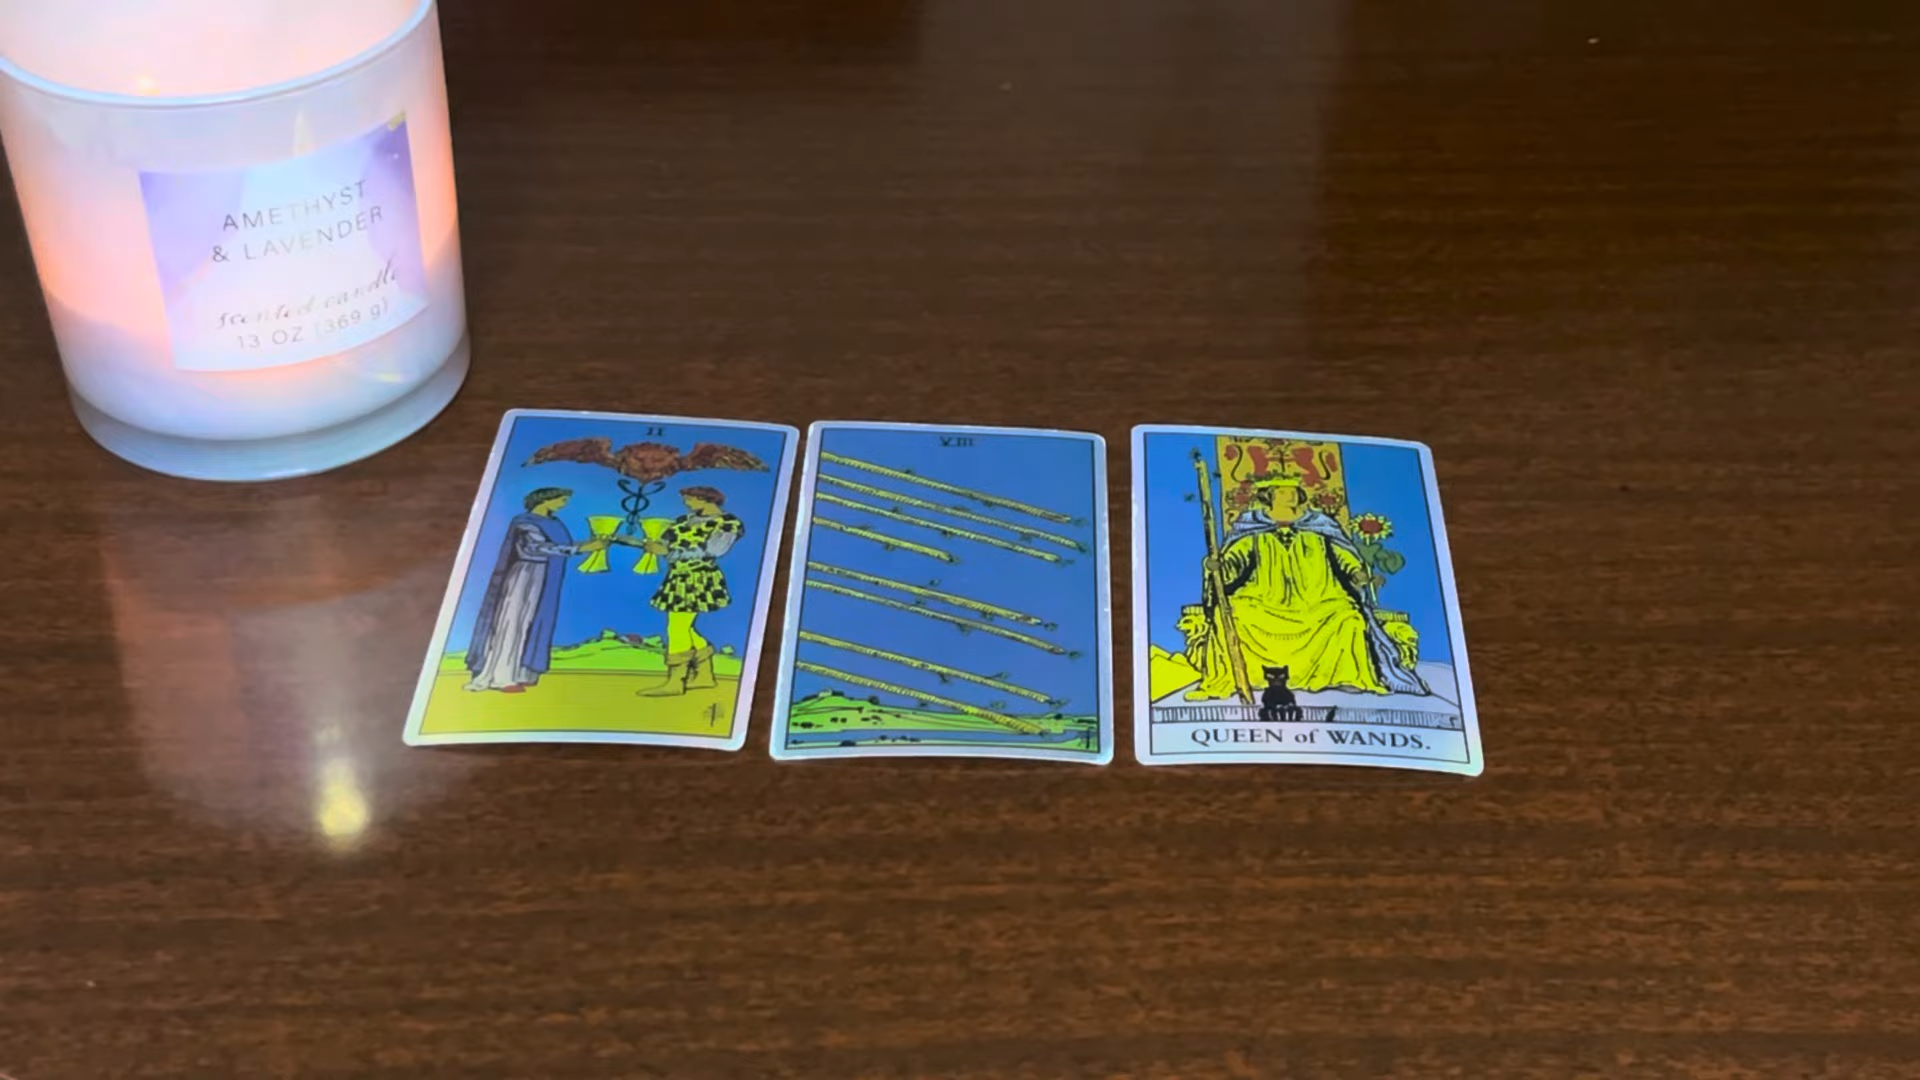 AMETHYST
& LAVENDER
scented candle
13 OZ (369 g)
II
VIII
QUEEN of WANDS.